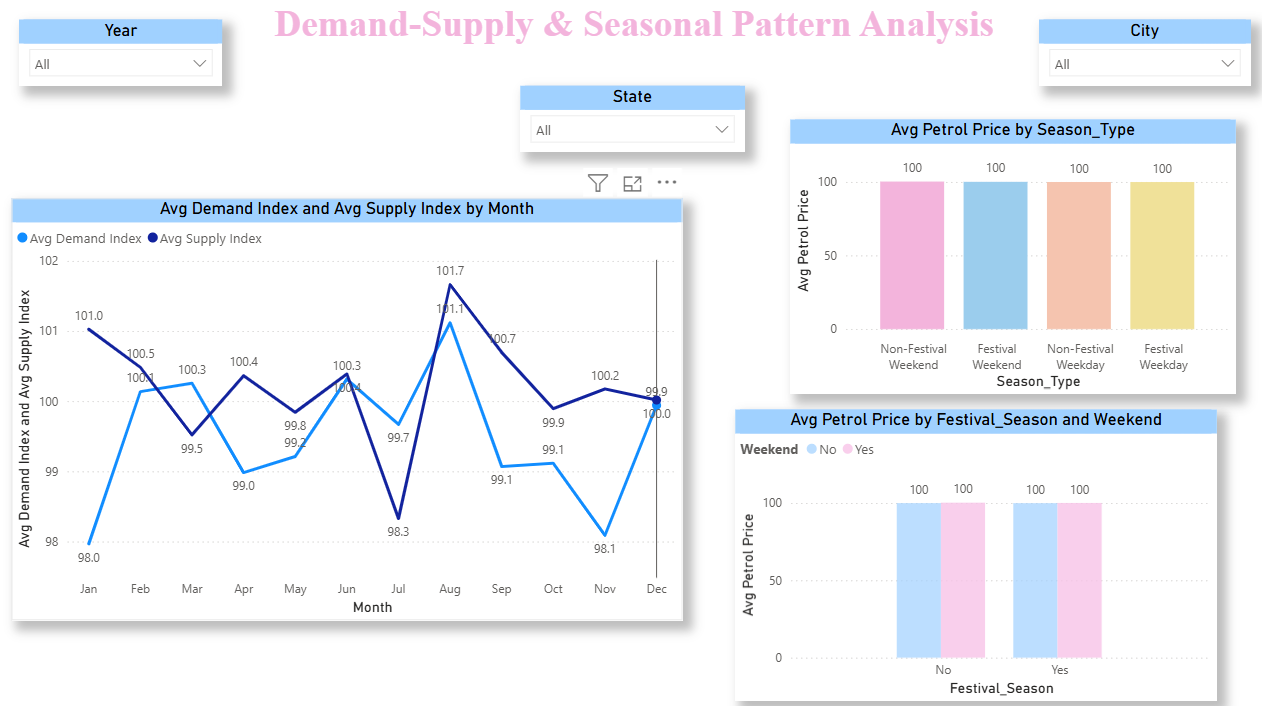 Demand-Supply & Seasonal Pattern Analysis
Year
All
City
All
State
All
Avg Demand Index and Avg Supply Index by Month
Avg Demand Index Avg Supply Index
Avg Demand Index and Avg Supply Index
102
101
100
99
98
101.0
100.5
100.1
100.3
100.4
100.3
100.4
101.7
101.1
100.7
100.2
99.9
100.0
99.5
99.8
99.2
99.7
99.9
99.0
99.1
99.1
98.3
98.1
98.0
Jan Feb Mar Apr May Jun Jul Aug Sep Oct Nov Dec
Month
Avg Petrol Price by Season_Type
Avg Petrol Price
100
50
0
100 100 100 100
Non-Festival Festival Non-Festival Festival
Weekend Weekend Weekday Weekday
Season_Type
Avg Petrol Price by Festival_Season and Weekend
Weekend No Yes
Avg Petrol Price
100
50
0
100 100 100 100
No Yes
Festival_Season